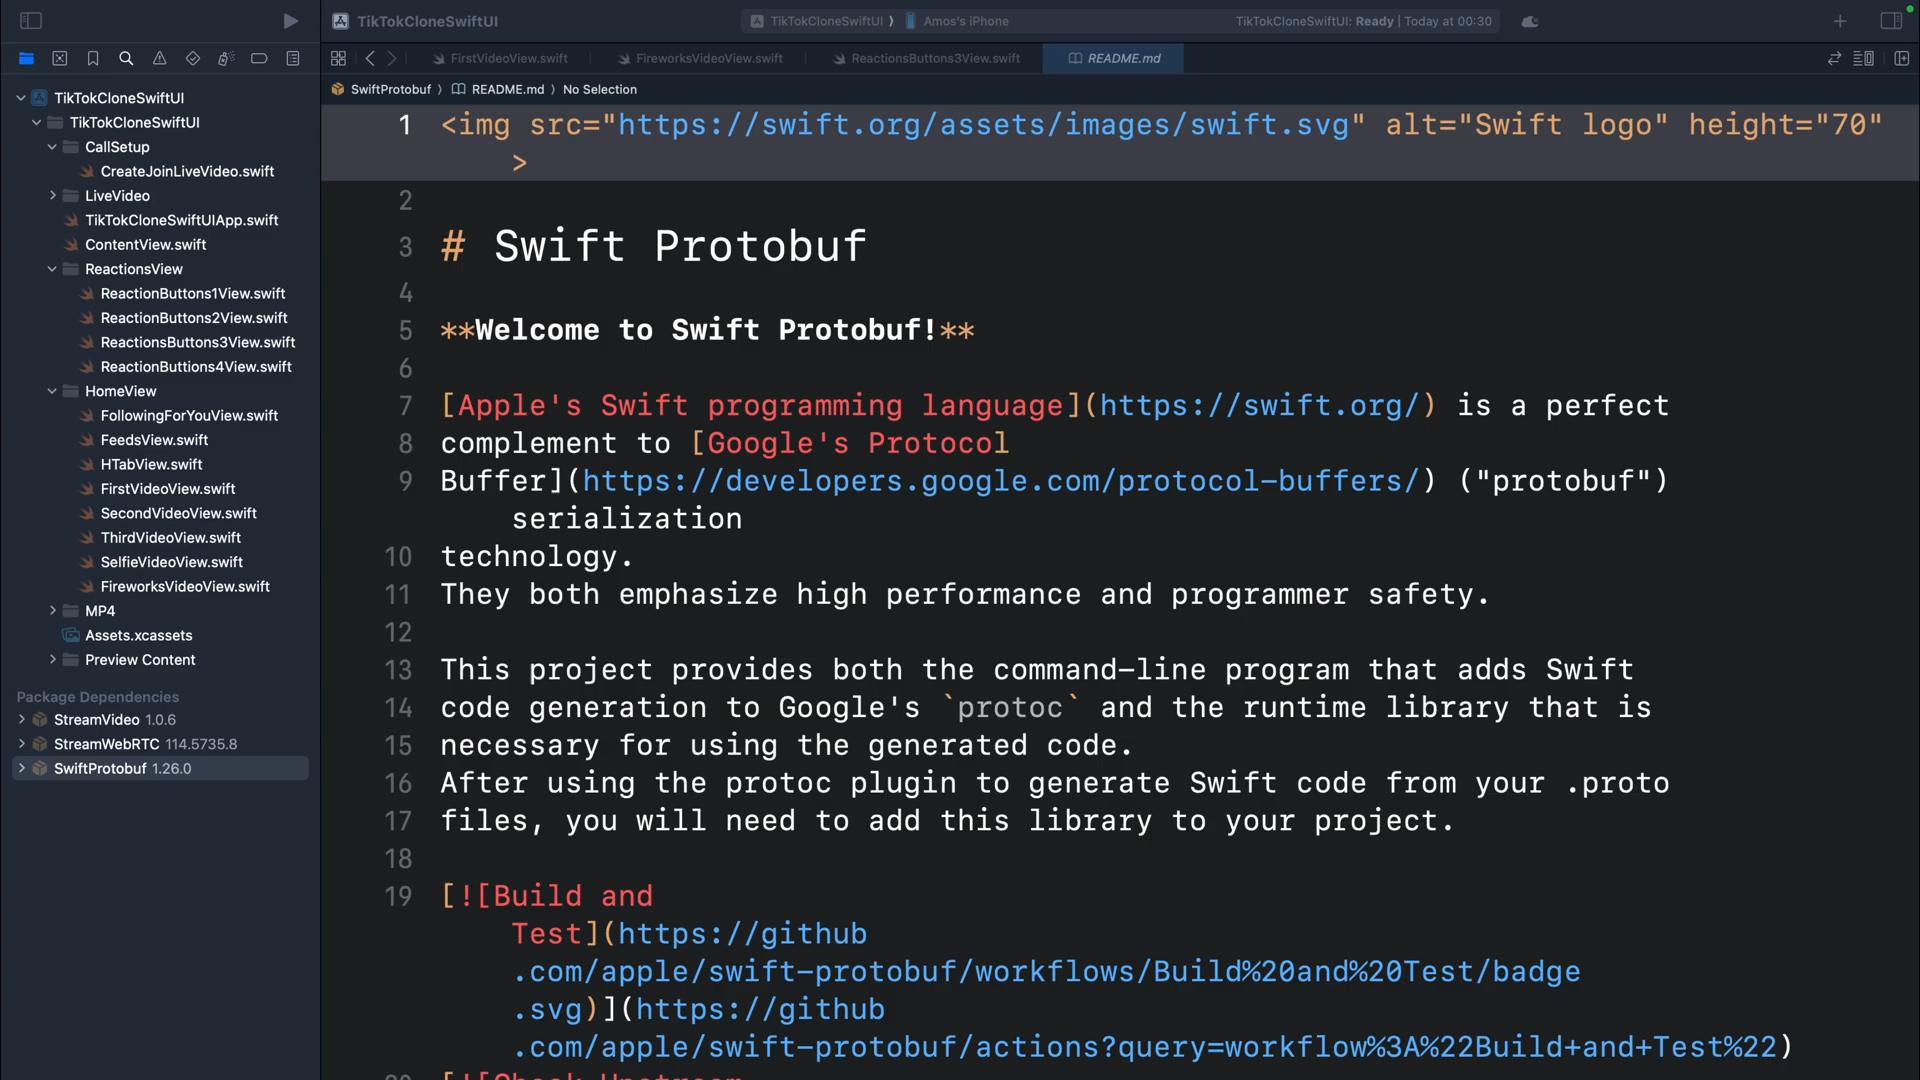 TikTokCloneSwiftUI
TikTokCloneSwiftUI ⟩ Amos's iPhone
TikTokCloneSwiftUI: Ready | Today at 00:30
FirstVideoView.swift
FireworksVideoView.swift
ReactionsButtons3View.swift
README.md
SwiftProtobuf ⟩ README.md ⟩ No Selection
TikTokCloneSwiftUI
TikTokCloneSwiftUI
CallSetup
CreateJoinLiveVideo.swift
LiveVideo
TikTokCloneSwiftUIApp.swift
ContentView.swift
ReactionsView
ReactionButtons1View.swift
ReactionButtons2View.swift
ReactionsButtons3View.swift
ReactionButtions4View.swift
HomeView
FollowingForYouView.swift
FeedsView.swift
HTabView.swift
FirstVideoView.swift
SecondVideoView.swift
ThirdVideoView.swift
SelfieVideoView.swift
FireworksVideoView.swift
MP4
Assets.xcassets
Preview Content
Package Dependencies
StreamVideo 1.0.6
StreamWebRTC 114.5735.8
SwiftProtobuf 1.26.0
1 <img src="https://swift.org/assets/images/swift.svg" alt="Swift logo" height="70"
>
2
3 # Swift Protobuf
4
5 **Welcome to Swift Protobuf!**
6
7 [Apple's Swift programming language](https://swift.org/) is a perfect
8 complement to [Google's Protocol
9 Buffer](https://developers.google.com/protocol-buffers/) ("protobuf")
serialization
10 technology.
11 They both emphasize high performance and programmer safety.
12
13 This project provides both the command-line program that adds Swift
14 code generation to Google's `protoc` and the runtime library that is
15 necessary for using the generated code.
16 After using the protoc plugin to generate Swift code from your .proto
17 files, you will need to add this library to your project.
18
19 [![Build and
Test](https://github
.com/apple/swift-protobuf/workflows/Build%20and%20Test/badge
.svg)](https://github
.com/apple/swift-protobuf/actions?query=workflow%3A%22Build+and+Test%22)
20 [![Check Upstream